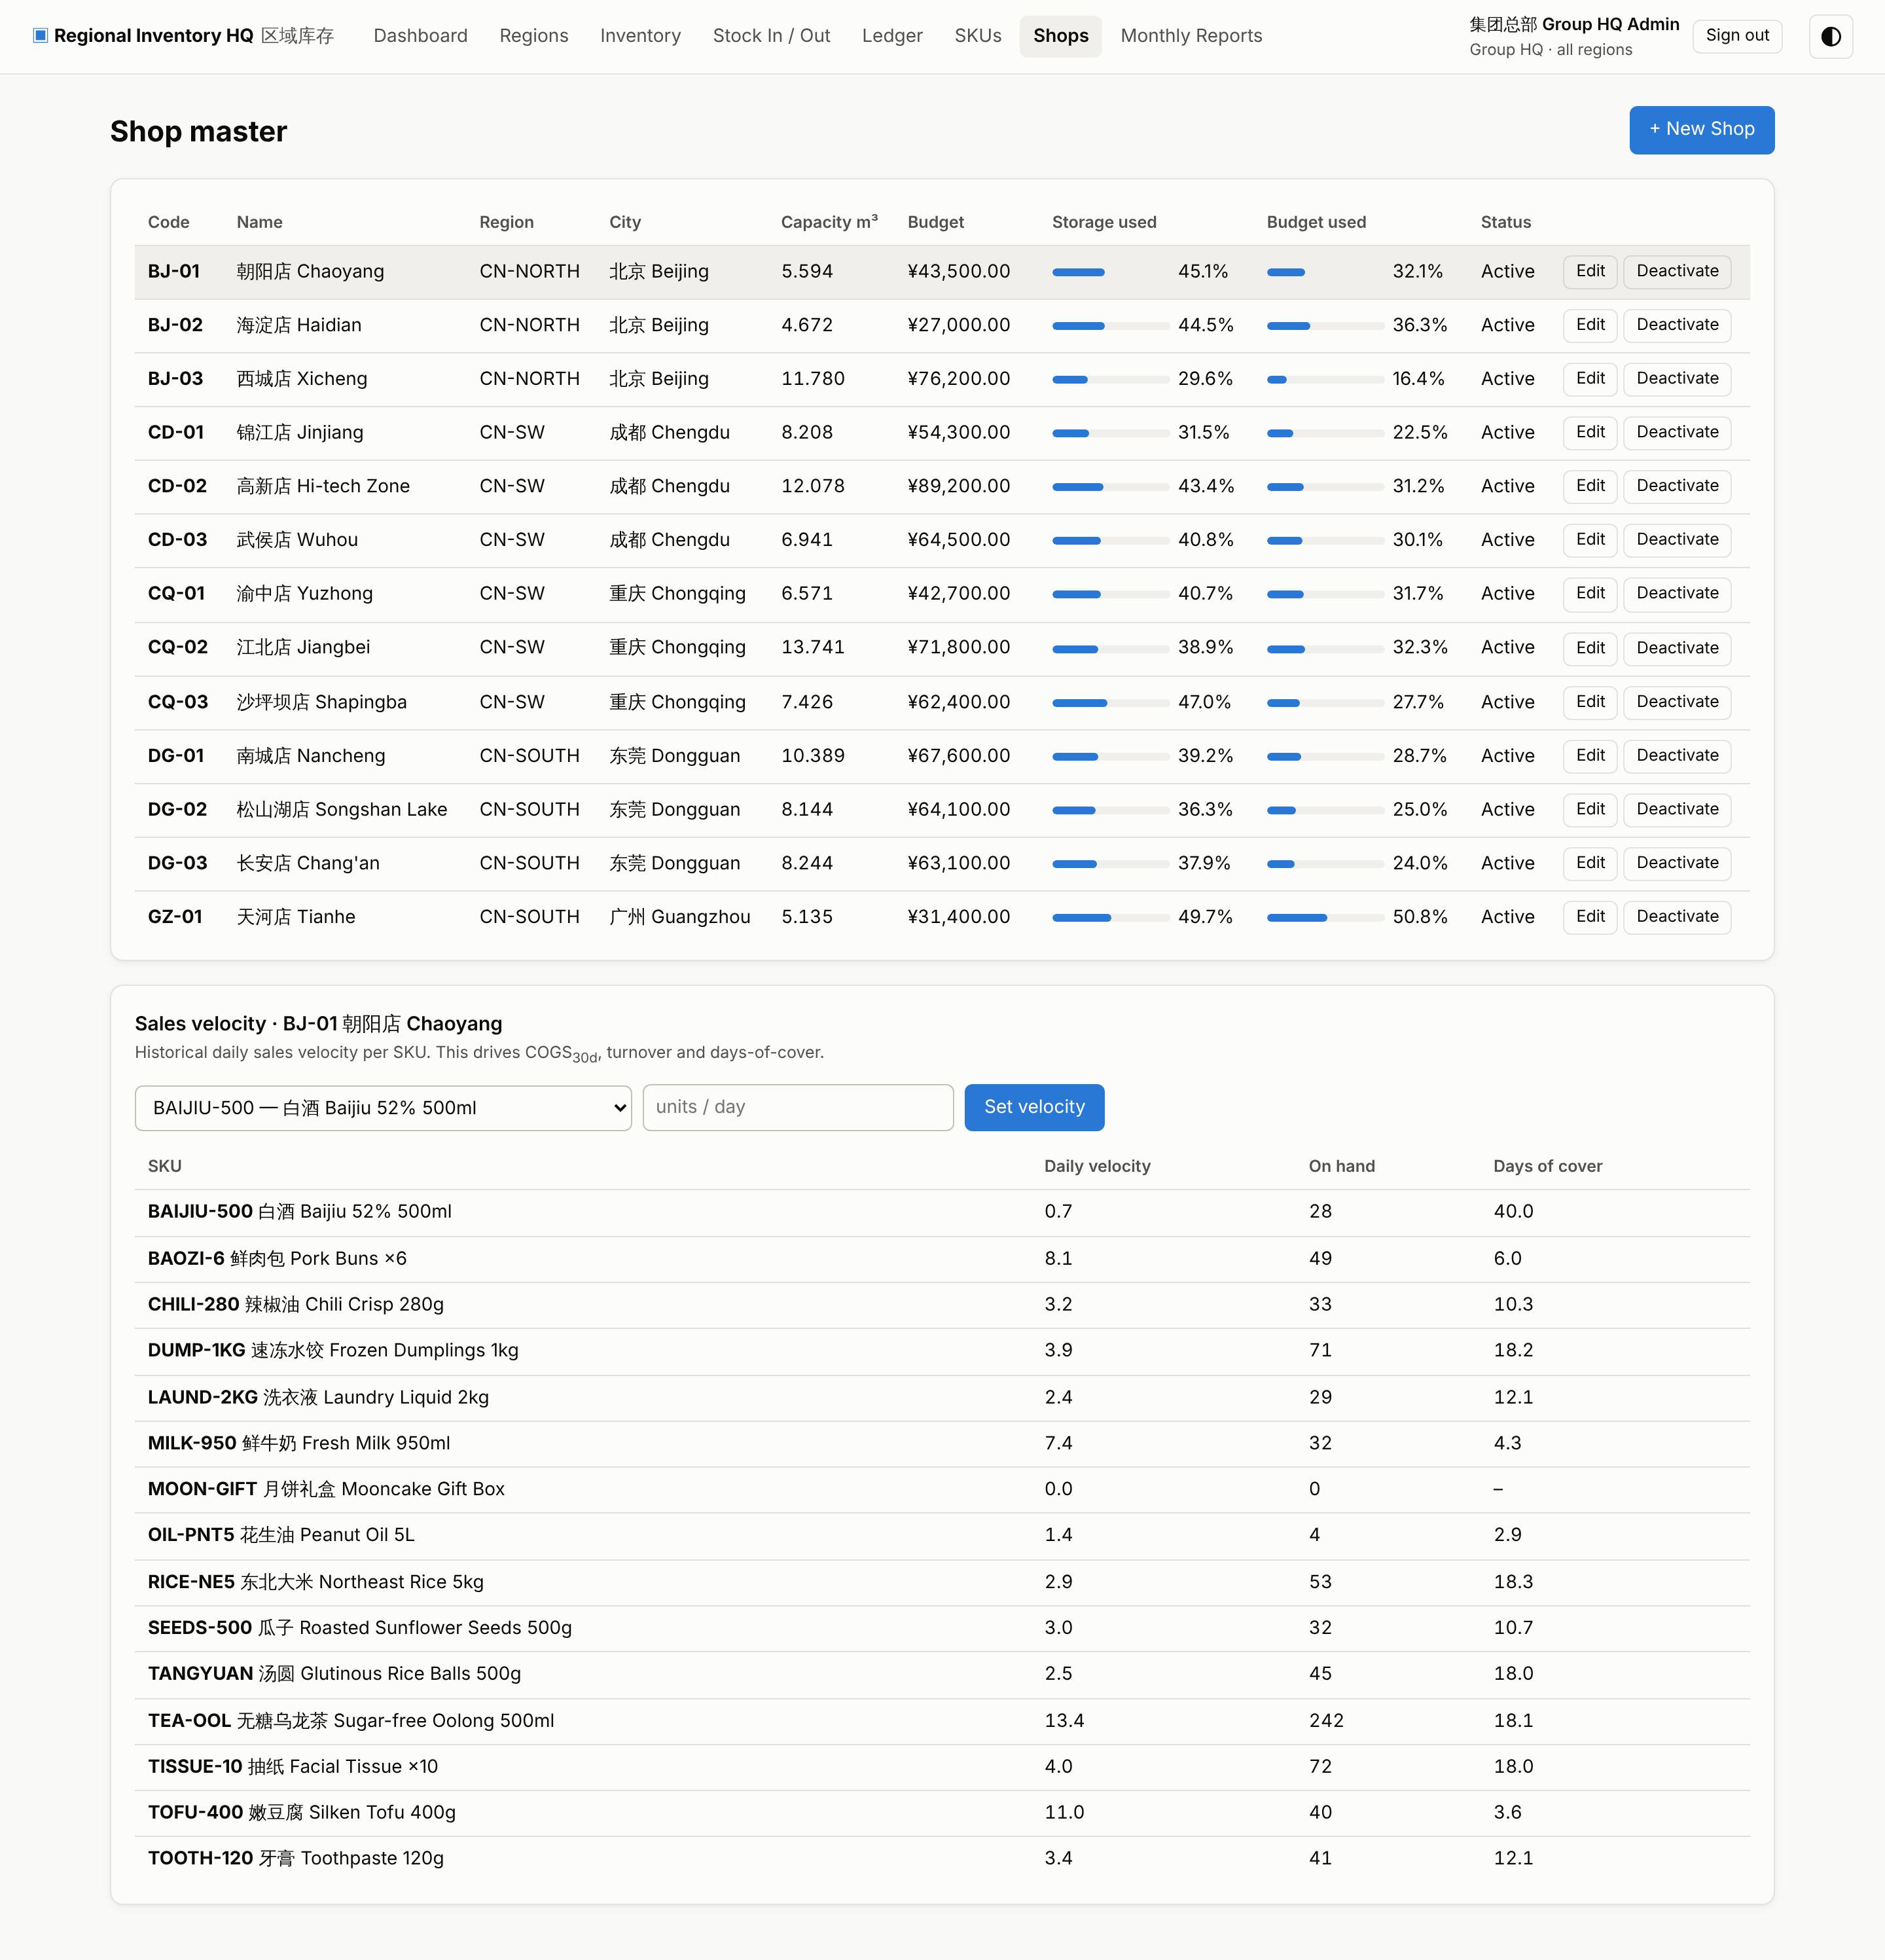 Regional Inventory HQ 区域库存 Dashboard Regions Inventory Stock In / Out Ledger SKUs Shops Monthly Reports 集团总部 Group HQ Admin Sign out
Group HQ · all regions
Shop master + New Shop
Code Name Region City Capacity m³ Budget Storage used Budget used Status
BJ-01 朝阳店 Chaoyang CN-NORTH 北京 Beijing 5.594 ¥43,500.00 45.1% 32.1% Active Edit Deactivate
BJ-02 海淀店 Haidian CN-NORTH 北京 Beijing 4.672 ¥27,000.00 44.5% 36.3% Active Edit Deactivate
BJ-03 西城店 Xicheng CN-NORTH 北京 Beijing 11.780 ¥76,200.00 29.6% 16.4% Active Edit Deactivate
CD-01 锦江店 Jinjiang CN-SW 成都 Chengdu 8.208 ¥54,300.00 31.5% 22.5% Active Edit Deactivate
CD-02 高新店 Hi-tech Zone CN-SW 成都 Chengdu 12.078 ¥89,200.00 43.4% 31.2% Active Edit Deactivate
CD-03 武侯店 Wuhou CN-SW 成都 Chengdu 6.941 ¥64,500.00 40.8% 30.1% Active Edit Deactivate
CQ-01 渝中店 Yuzhong CN-SW 重庆 Chongqing 6.571 ¥42,700.00 40.7% 31.7% Active Edit Deactivate
CQ-02 江北店 Jiangbei CN-SW 重庆 Chongqing 13.741 ¥71,800.00 38.9% 32.3% Active Edit Deactivate
CQ-03 沙坪坝店 Shapingba CN-SW 重庆 Chongqing 7.426 ¥62,400.00 47.0% 27.7% Active Edit Deactivate
DG-01 南城店 Nancheng CN-SOUTH 东莞 Dongguan 10.389 ¥67,600.00 39.2% 28.7% Active Edit Deactivate
DG-02 松山湖店 Songshan Lake CN-SOUTH 东莞 Dongguan 8.144 ¥64,100.00 36.3% 25.0% Active Edit Deactivate
DG-03 长安店 Chang'an CN-SOUTH 东莞 Dongguan 8.244 ¥63,100.00 37.9% 24.0% Active Edit Deactivate
GZ-01 天河店 Tianhe CN-SOUTH 广州 Guangzhou 5.135 ¥31,400.00 49.7% 50.8% Active Edit Deactivate
Sales velocity · BJ-01 朝阳店 Chaoyang
Historical daily sales velocity per SKU. This drives COGS30d, turnover and days-of-cover.
BAIJIU-500 — 白酒 Baijiu 52% 500ml units / day Set velocity
SKU Daily velocity On hand Days of cover
BAIJIU-500 白酒 Baijiu 52% 500ml 0.7 28 40.0
BAOZI-6 鲜肉包 Pork Buns ×6 8.1 49 6.0
CHILI-280 辣椒油 Chili Crisp 280g 3.2 33 10.3
DUMP-1KG 速冻水饺 Frozen Dumplings 1kg 3.9 71 18.2
LAUND-2KG 洗衣液 Laundry Liquid 2kg 2.4 29 12.1
MILK-950 鲜牛奶 Fresh Milk 950ml 7.4 32 4.3
MOON-GIFT 月饼礼盒 Mooncake Gift Box 0.0 0 –
OIL-PNT5 花生油 Peanut Oil 5L 1.4 4 2.9
RICE-NE5 东北大米 Northeast Rice 5kg 2.9 53 18.3
SEEDS-500 瓜子 Roasted Sunflower Seeds 500g 3.0 32 10.7
TANGYUAN 汤圆 Glutinous Rice Balls 500g 2.5 45 18.0
TEA-OOL 无糖乌龙茶 Sugar-free Oolong 500ml 13.4 242 18.1
TISSUE-10 抽纸 Facial Tissue ×10 4.0 72 18.0
TOFU-400 嫩豆腐 Silken Tofu 400g 11.0 40 3.6
TOOTH-120 牙膏 Toothpaste 120g 3.4 41 12.1